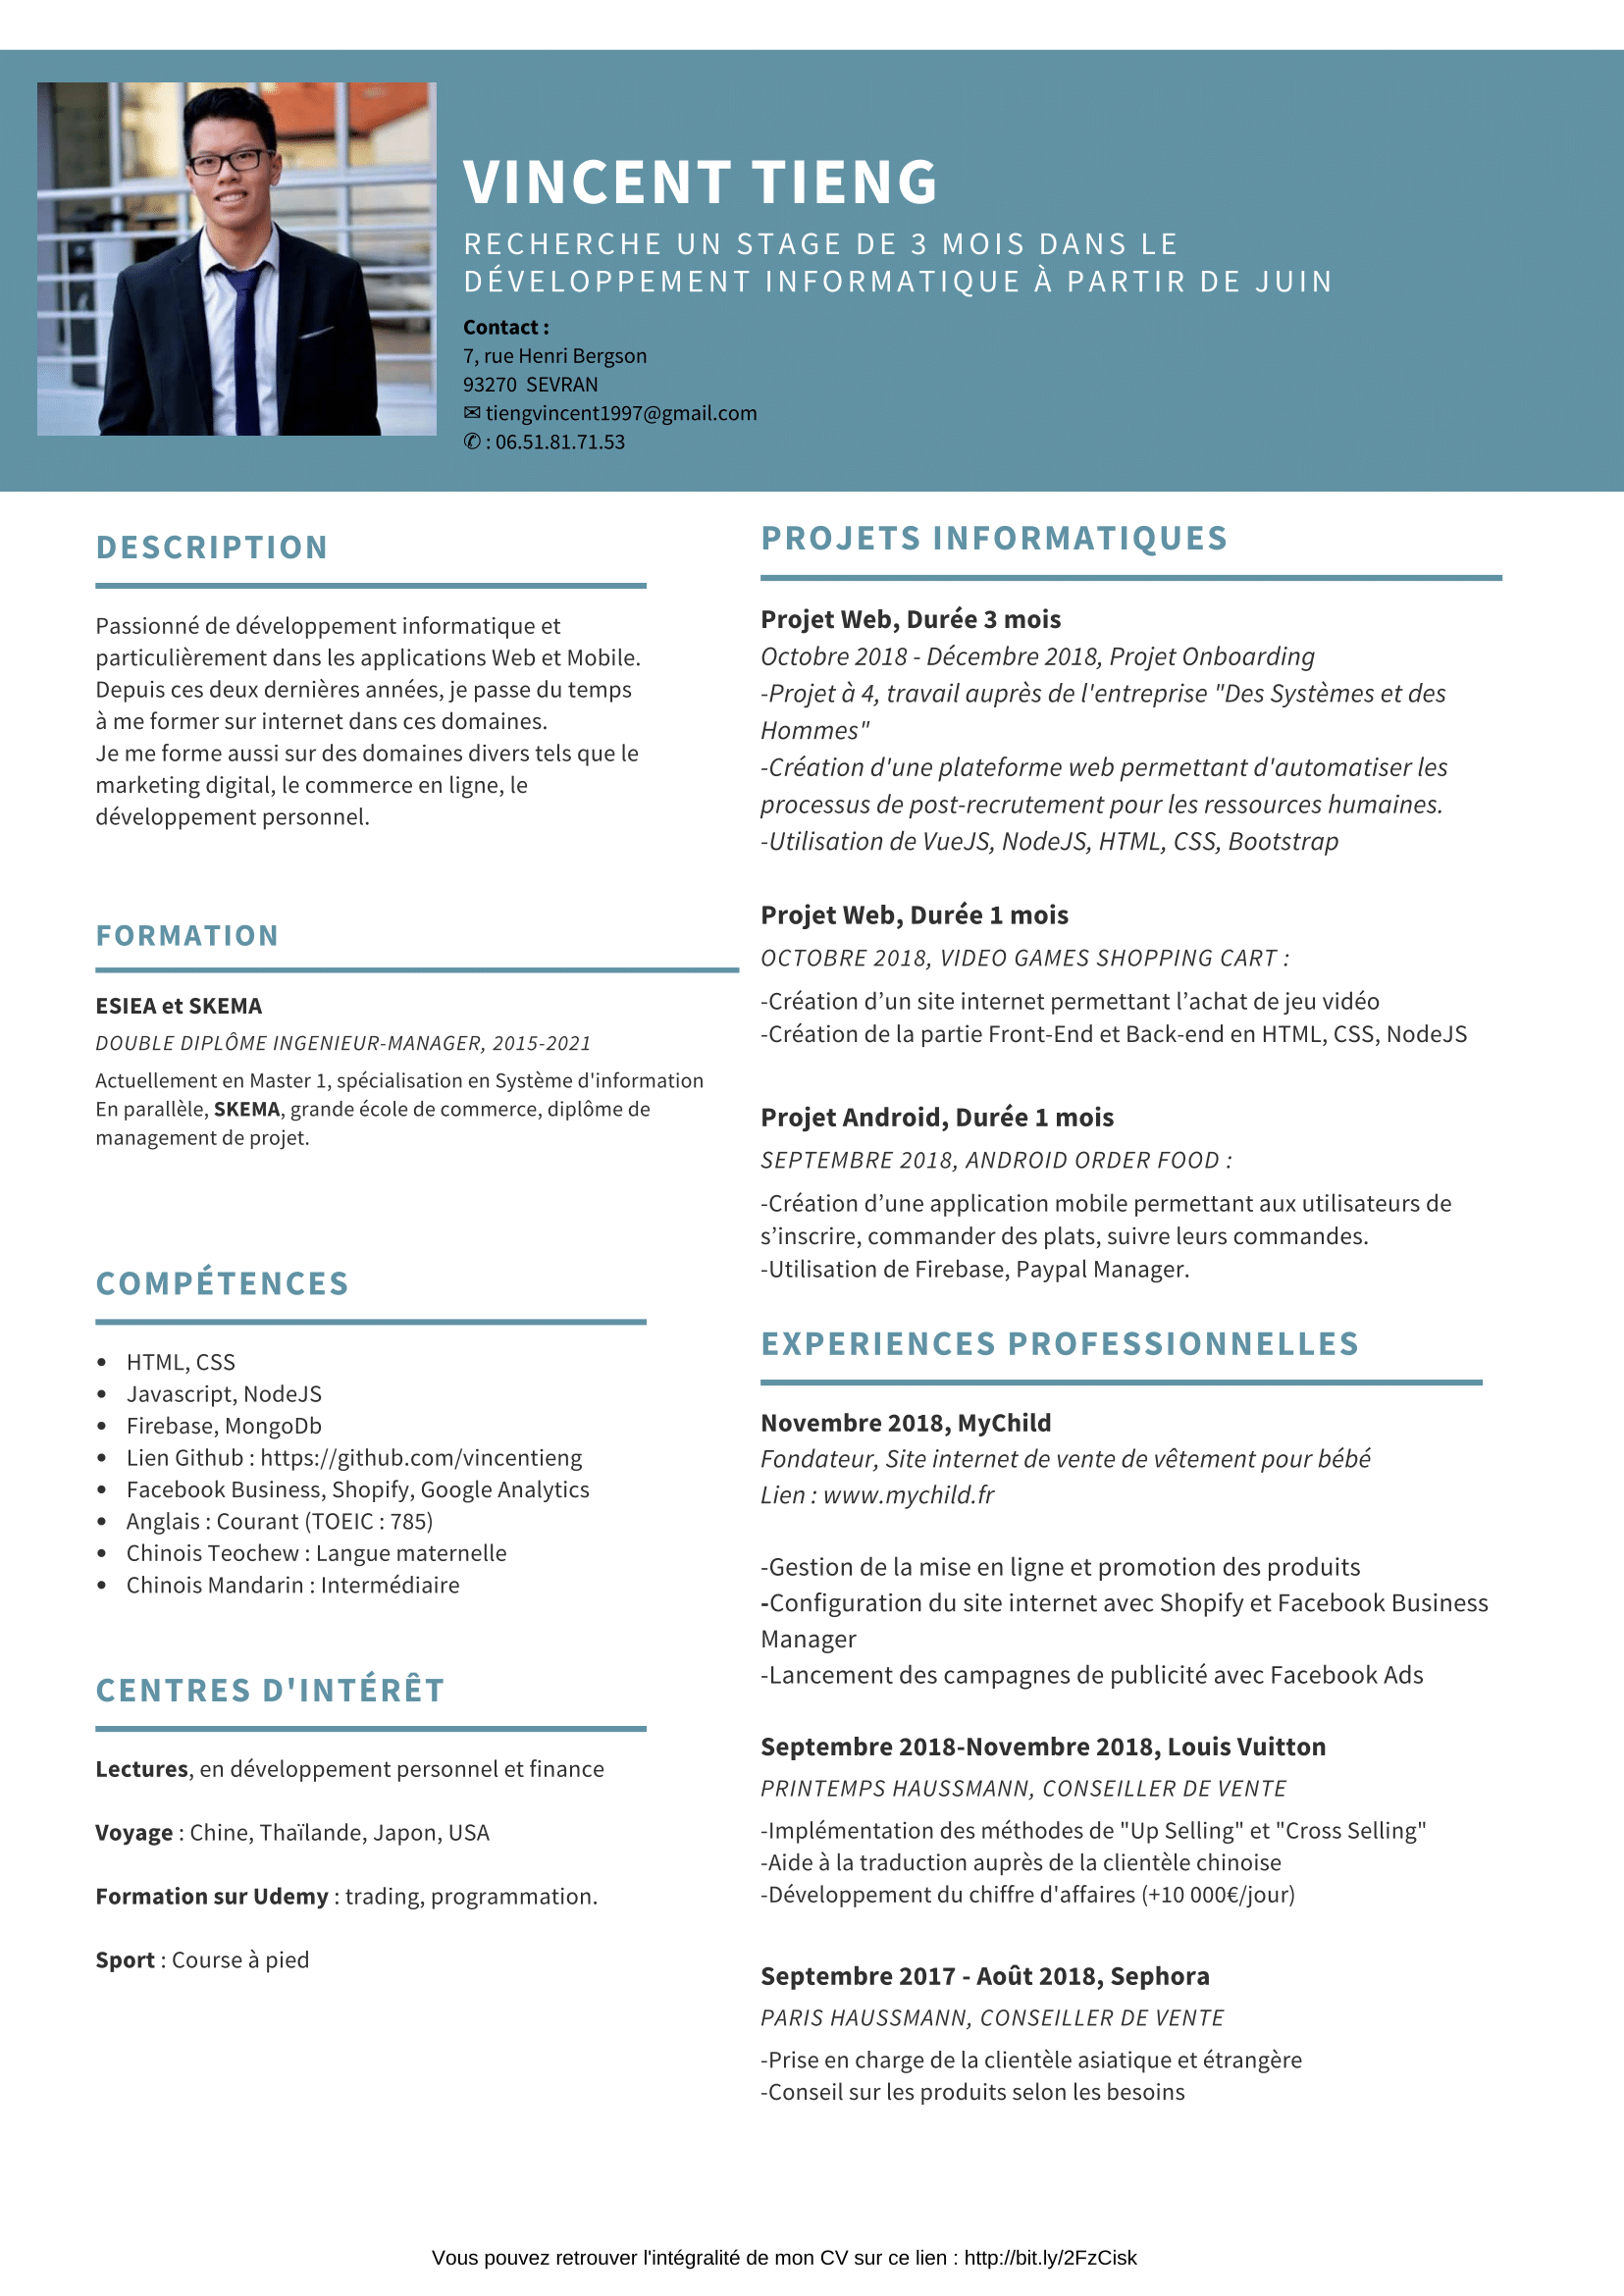 VINCENT TIENG
RECHERCHE UN STAGE DE 3 MOIS DANS LE
DÉVELOPPEMENT INFORMATIQUE À PARTIR DE JUIN
Contact :
7, rue Henri Bergson
93270 SEVRAN
✉ tiengvincent1997@gmail.com
✆ : 06.51.81.71.53
DESCRIPTION
Passionné de développement informatique et
particulièrement dans les applications Web et Mobile.
Depuis ces deux dernières années, je passe du temps
à me former sur internet dans ces domaines.
Je me forme aussi sur des domaines divers tels que le
marketing digital, le commerce en ligne, le
développement personnel.
FORMATION
ESIEA et SKEMA
DOUBLE DIPLÔME INGENIEUR-MANAGER, 2015-2021
Actuellement en Master 1, spécialisation en Système d'information
En parallèle, SKEMA, grande école de commerce, diplôme de
management de projet.
COMPÉTENCES
• HTML, CSS
• Javascript, NodeJS
• Firebase, MongoDb
• Lien Github : https://github.com/vincentieng
• Facebook Business, Shopify, Google Analytics
• Anglais : Courant (TOEIC : 785)
• Chinois Teochew : Langue maternelle
• Chinois Mandarin : Intermédiaire
CENTRES D'INTÉRÊT
Lectures, en développement personnel et finance
Voyage : Chine, Thaïlande, Japon, USA
Formation sur Udemy : trading, programmation.
Sport : Course à pied
PROJETS INFORMATIQUES
Projet Web, Durée 3 mois
Octobre 2018 - Décembre 2018, Projet Onboarding
-Projet à 4, travail auprès de l'entreprise "Des Systèmes et des
Hommes"
-Création d'une plateforme web permettant d'automatiser les
processus de post-recrutement pour les ressources humaines.
-Utilisation de VueJS, NodeJS, HTML, CSS, Bootstrap
Projet Web, Durée 1 mois
OCTOBRE 2018, VIDEO GAMES SHOPPING CART :
-Création d’un site internet permettant l’achat de jeu vidéo
-Création de la partie Front-End et Back-end en HTML, CSS, NodeJS
Projet Android, Durée 1 mois
SEPTEMBRE 2018, ANDROID ORDER FOOD :
-Création d’une application mobile permettant aux utilisateurs de
s’inscrire, commander des plats, suivre leurs commandes.
-Utilisation de Firebase, Paypal Manager.
EXPERIENCES PROFESSIONNELLES
Novembre 2018, MyChild
Fondateur, Site internet de vente de vêtement pour bébé
Lien : www.mychild.fr
-Gestion de la mise en ligne et promotion des produits
-Configuration du site internet avec Shopify et Facebook Business
Manager
-Lancement des campagnes de publicité avec Facebook Ads
Septembre 2018-Novembre 2018, Louis Vuitton
PRINTEMPS HAUSSMANN, CONSEILLER DE VENTE
-Implémentation des méthodes de "Up Selling" et "Cross Selling"
-Aide à la traduction auprès de la clientèle chinoise
-Développement du chiffre d'affaires (+10 000€/jour)
Septembre 2017 - Août 2018, Sephora
PARIS HAUSSMANN, CONSEILLER DE VENTE
-Prise en charge de la clientèle asiatique et étrangère
-Conseil sur les produits selon les besoins
Vous pouvez retrouver l'intégralité de mon CV sur ce lien : http://bit.ly/2FzCisk